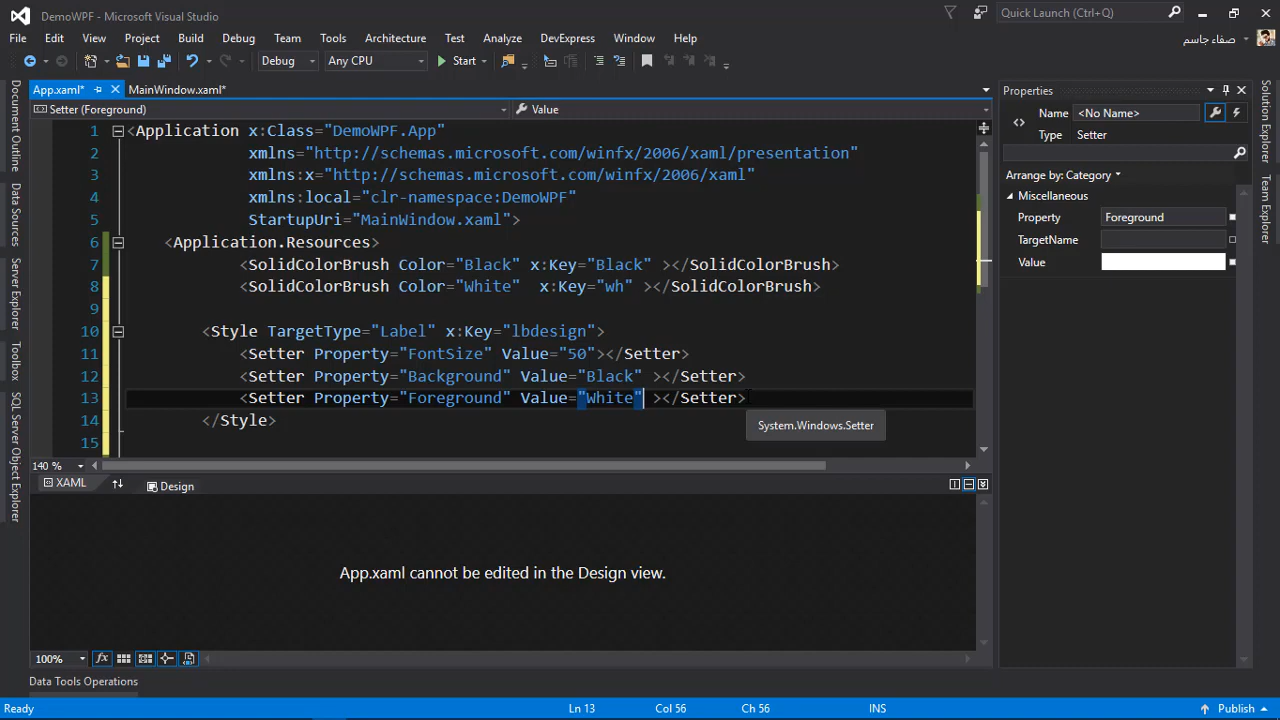 DemoWPF - Microsoft Visual Studio
Quick Launch (Ctrl+Q)
File Edit View Project Build Debug Team Tools Architecture Test Analyze DevExpress Window Help
صفاء جاسم
Debug Any CPU Start
App.xaml* MainWindow.xaml*
Setter (Foreground) Value
1 <Application x:Class="DemoWPF.App"
2 xmlns="http://schemas.microsoft.com/winfx/2006/xaml/presentation"
3 xmlns:x="http://schemas.microsoft.com/winfx/2006/xaml"
4 xmlns:local="clr-namespace:DemoWPF"
5 StartupUri="MainWindow.xaml">
6 <Application.Resources>
7 <SolidColorBrush Color="Black" x:Key="Black" ></SolidColorBrush>
8 <SolidColorBrush Color="White"  x:Key="wh" ></SolidColorBrush>
9
10 <Style TargetType="Label" x:Key="lbdesign">
11 <Setter Property="FontSize" Value="50"></Setter>
12 <Setter Property="Background" Value="Black" ></Setter>
13 <Setter Property="Foreground" Value="White" ></Setter>
14 </Style>
15
System.Windows.Setter
140 %
XAML Design
App.xaml cannot be edited in the Design view.
100% fx
Data Tools Operations
Ready Ln 13 Col 56 Ch 56 INS Publish
Document Outline
Data Sources
Server Explorer
Toolbox
SQL Server Object Explorer
Properties
Name <No Name>
Type Setter
Arrange by: Category
Miscellaneous
Property Foreground
TargetName
Value
Solution Explorer
Team Explorer